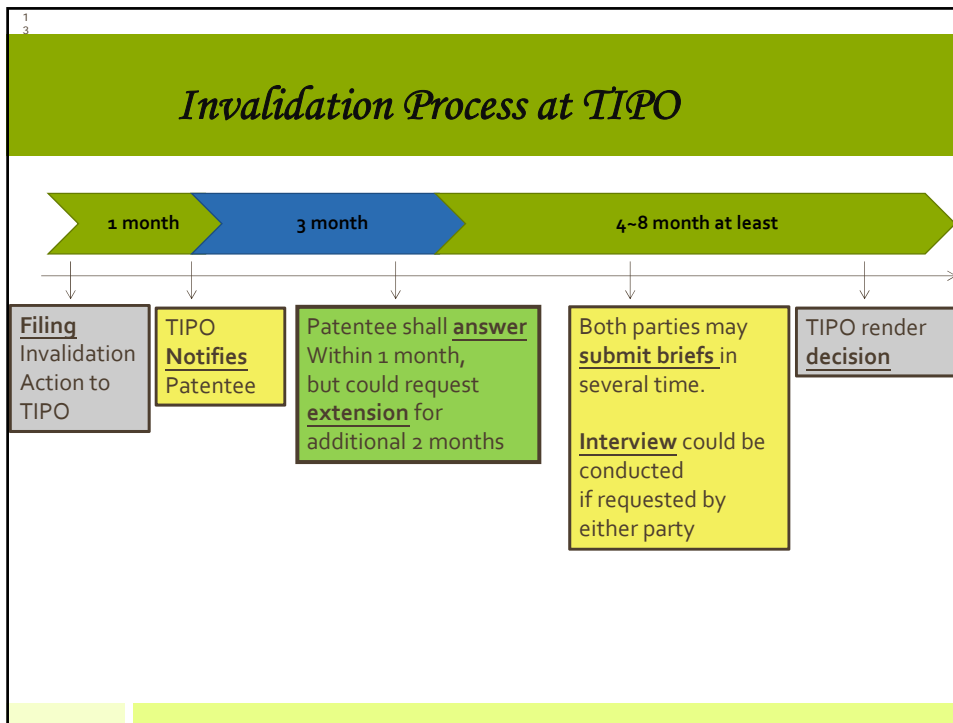 1
3
Invalidation Process at TIPO
1 month
3 month
4~8 month at least
Filing
Invalidation
Action to
TIPO
TIPO
Notifies
Patentee
Patentee shall answer
Within 1 month,
but could request
extension for
additional 2 months
Both parties may
submit briefs in
several time.
Interview could be
conducted
if requested by
either party
TIPO render
decision